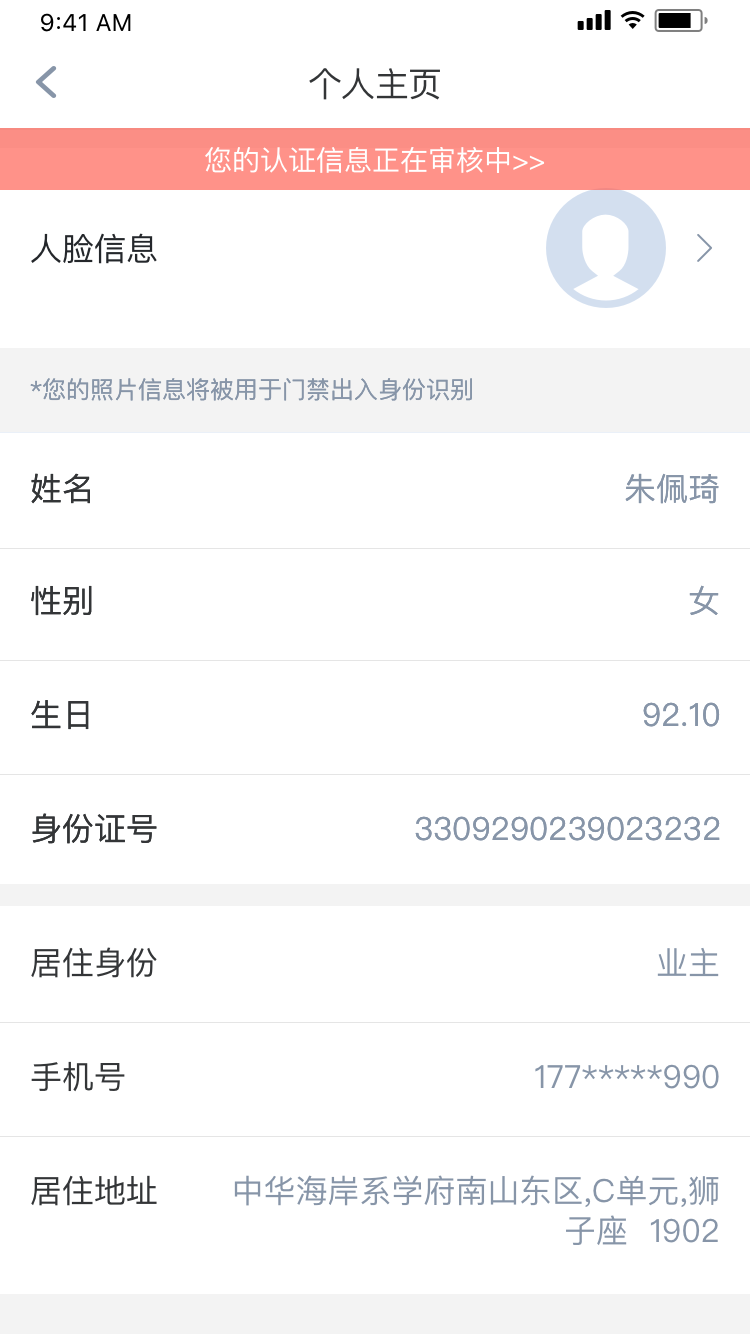 9:41 AM
个人主页
您的认证信息正在审核中>>
人脸信息
*您的照片信息将被用于门禁出入身份识别
姓名 朱佩琦
性别 女
生日 92.10
身份证号 3309290239023232
居住身份 业主
手机号 177*****990
居住地址 中华海岸系学府南山东区,C单元,狮
子座 1902